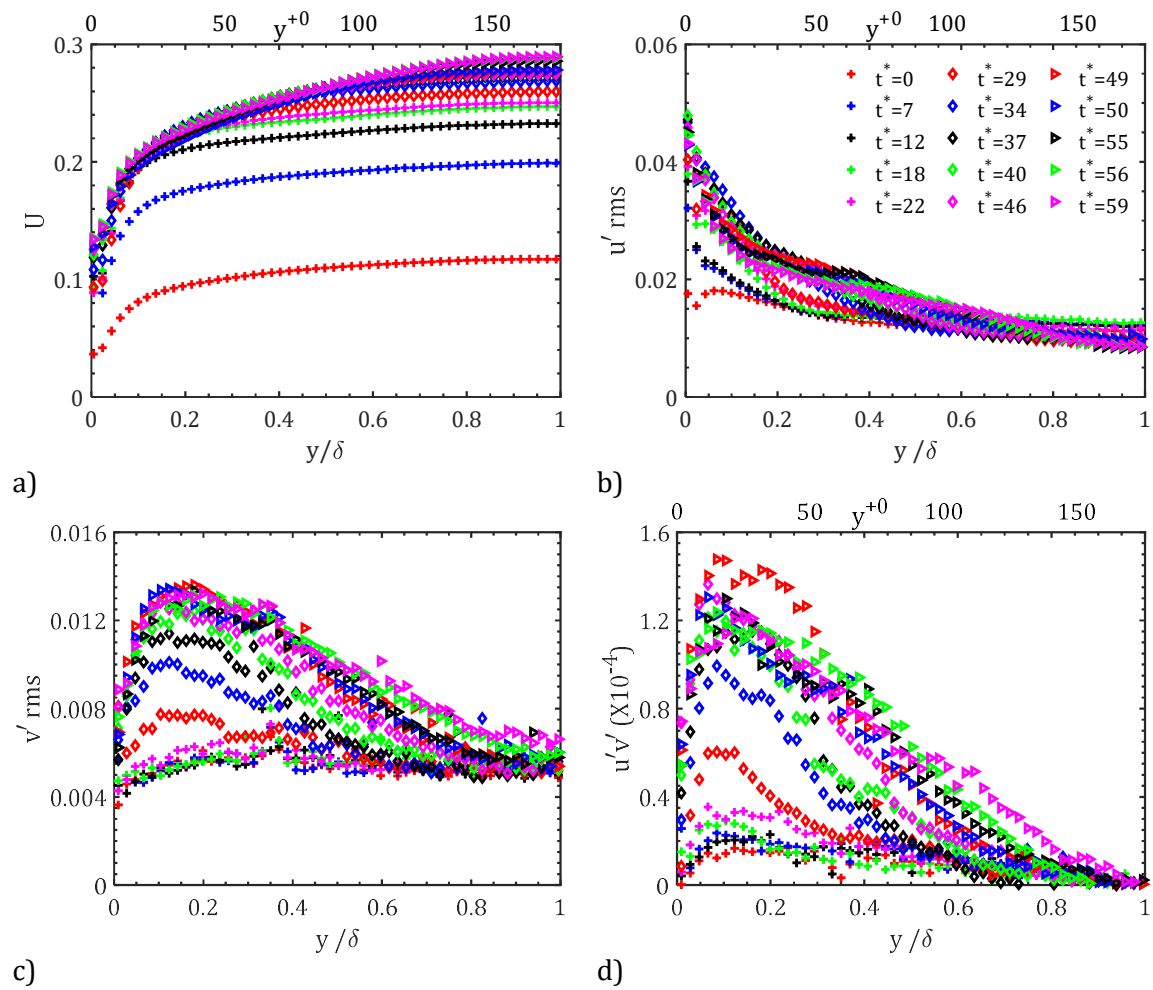 0 50 y+0 100 150
0.3
0.2
0.1
0
U
0 0.2 0.4 0.6 0.8 1
y/δ
a)
0 50 y+0 100 150
0.06
0.04
0.02
0
u' rms
t*=0 t*=29 t*=49
t*=7 t*=34 t*=50
t*=12 t*=37 t*=55
t*=18 t*=40 t*=56
t*=22 t*=46 t*=59
0 0.2 0.4 0.6 0.8 1
y/δ
b)
0.016
0.012
0.008
0.004
0
v' rms
0 0.2 0.4 0.6 0.8 1
y/δ
c)
0 50 y+0 100 150
1.6
1.2
0.8
0.4
0
u'v' (X10-4)
0 0.2 0.4 0.6 0.8 1
y/δ
d)